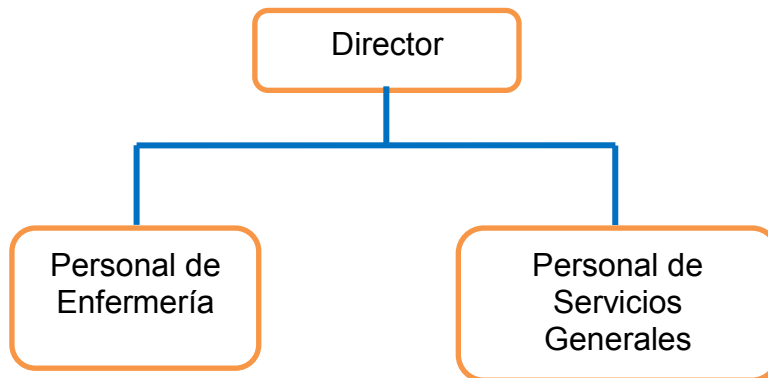 Director
Personal de
Enfermería
Personal de
Servicios
Generales